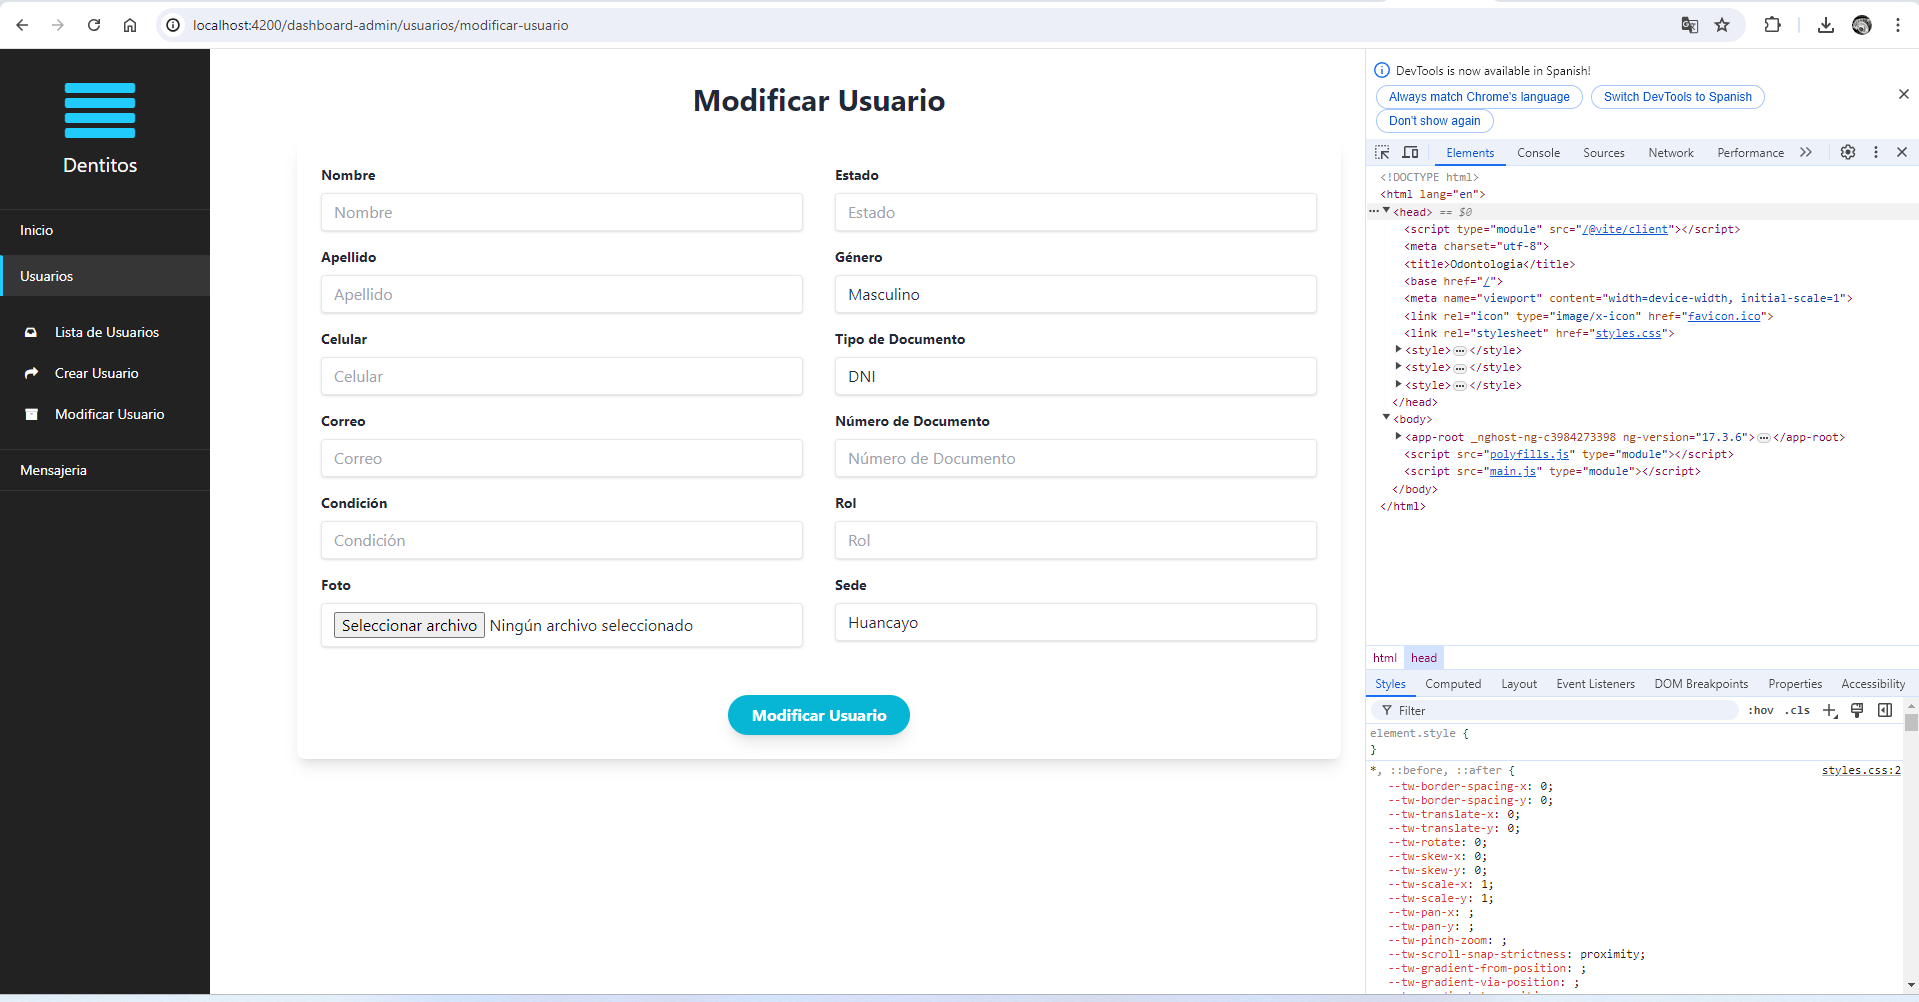 localhost:4200/dashboard-admin/usuarios/modificar-usuario
Dentitos
Inicio
Usuarios
Lista de Usuarios
Crear Usuario
Modificar Usuario
Mensajeria
Modificar Usuario
Nombre
Nombre
Estado
Estado
Apellido
Apellido
Género
Masculino
Celular
Celular
Tipo de Documento
DNI
Correo
Correo
Número de Documento
Número de Documento
Condición
Condición
Rol
Rol
Foto
Seleccionar archivo Ningún archivo seleccionado
Sede
Huancayo
Modificar Usuario
DevTools is now available in Spanish!
Always match Chrome's language
Switch DevTools to Spanish
Don't show again
Elements Console Sources Network Performance
<!DOCTYPE html>
<html lang="en">
<head> == $0
<script type="module" src="/@vite/client"></script>
<meta charset="utf-8">
<title>Odontologia</title>
<base href="/">
<meta name="viewport" content="width=device-width, initial-scale=1">
<link rel="icon" type="image/x-icon" href="favicon.ico">
<link rel="stylesheet" href="styles.css">
<style>…</style>
<style>…</style>
<style>…</style>
</head>
<body>
<app-root _nghost-ng-c3984273398 ng-version="17.3.6">…</app-root>
<script src="polyfills.js" type="module"></script>
<script src="main.js" type="module"></script>
</body>
</html>
html head
Styles Computed Layout Event Listeners DOM Breakpoints Properties Accessibility
Filter :hov .cls
element.style {
}
*, ::before, ::after { styles.css:2
--tw-border-spacing-x: 0;
--tw-border-spacing-y: 0;
--tw-translate-x: 0;
--tw-translate-y: 0;
--tw-rotate: 0;
--tw-skew-x: 0;
--tw-skew-y: 0;
--tw-scale-x: 1;
--tw-scale-y: 1;
--tw-pan-x: ;
--tw-pan-y: ;
--tw-pinch-zoom: ;
--tw-scroll-snap-strictness: proximity;
--tw-gradient-from-position: ;
--tw-gradient-via-position: ;